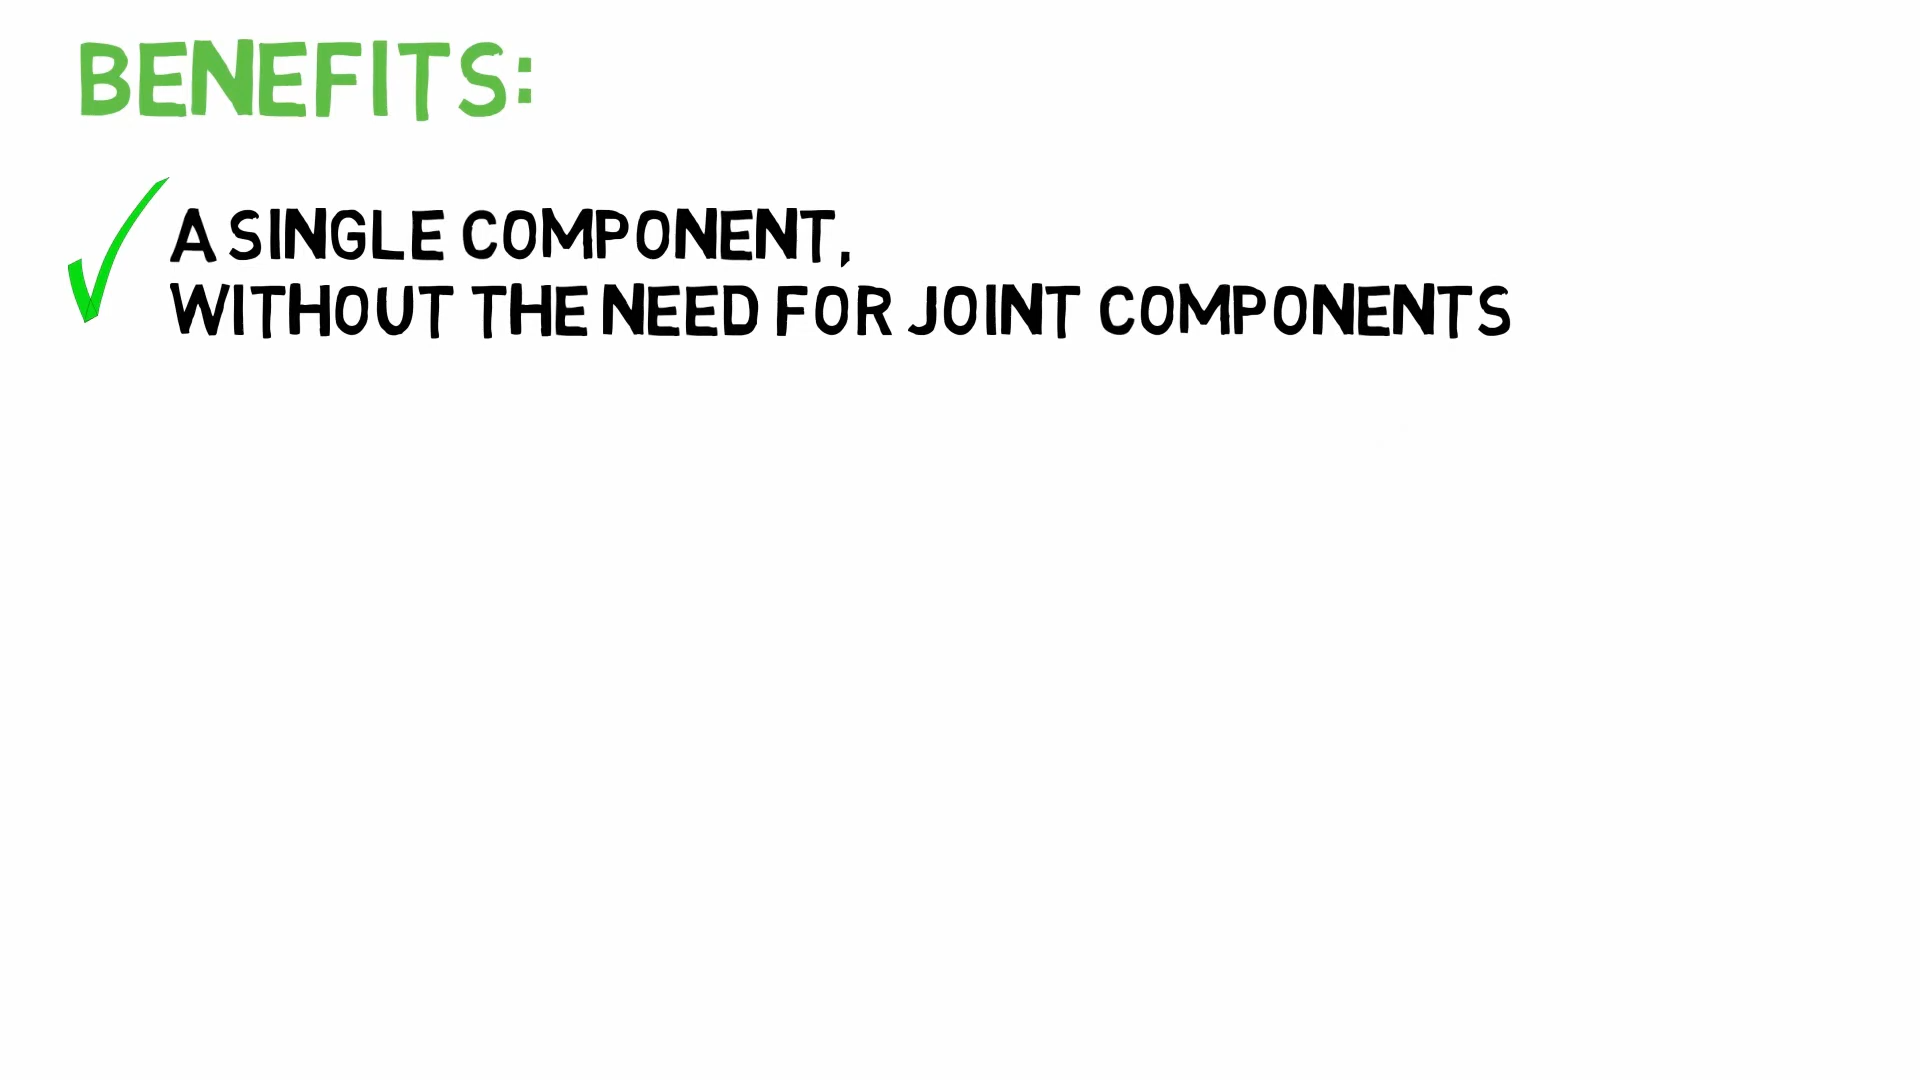 BENEFITS:
A SINGLE COMPONENT,
WITHOUT THE NEED FOR JOINT COMPONENTS